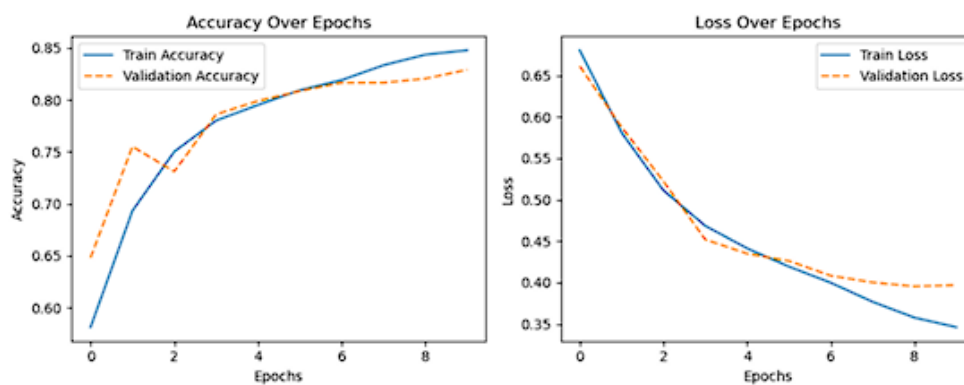 Accuracy Over Epochs
0.85
0.80
0.75
0.70
0.65
0.60
Accuracy
Train Accuracy
Validation Accuracy
0
2
4
6
8
Epochs
Loss Over Epochs
0.65
0.60
0.55
0.50
0.45
0.40
0.35
Loss
Train Loss
Validation Loss
0
2
4
6
8
Epochs